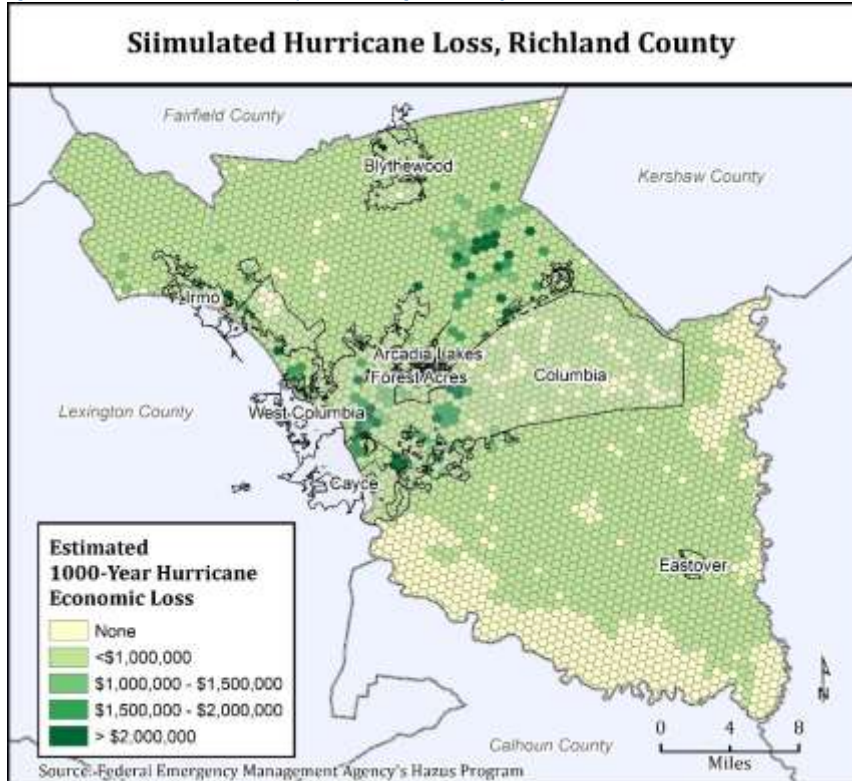 Siimulated Hurricane Loss, Richland County
Fairfield County
Blythewood
Kershaw County
Irmo
Arcadia Lakes
Forest Acres
Columbia
Lexington County
West Columbia
Cayce
Eastover
Estimated
1000-Year Hurricane
Economic Loss
None
<$1,000,000
$1,000,000 - $1,500,000
$1,500,000 - $2,000,000
> $2,000,000
N
0 4 8
Miles
Calhoun County
Source: Federal Emergency Management Agency's Hazus Program